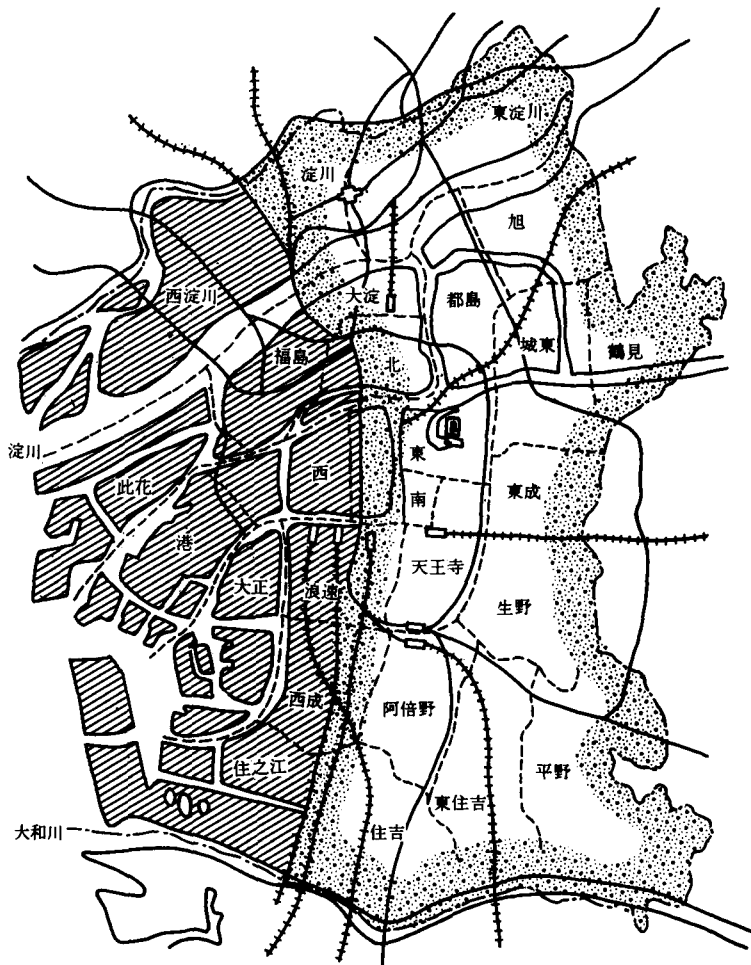 東淀川
淀川
旭
西淀川
大淀
都島
福島
北
城東
鶴見
淀川
東
西
南
東成
此花
港
天王寺
大正
浪速
生野
西成
阿倍野
住之江
東住吉
平野
大和川
住吉